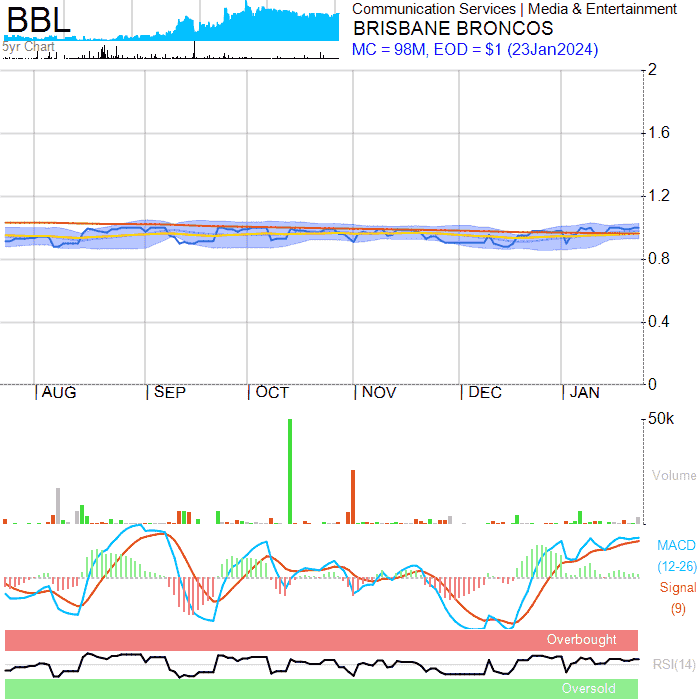 BBL
Communication Services | Media & Entertainment
BRISBANE BRONCOS
5yr Chart
MC = 98M, EOD = $1 (23Jan2024)
2
1.6
1.2
0.8
0.4
0
|AUG |SEP |OCT |NOV |DEC |JAN
50k
Volume
MACD
(12-26)
Signal
(9)
Overbought
RSI(14)
Oversold